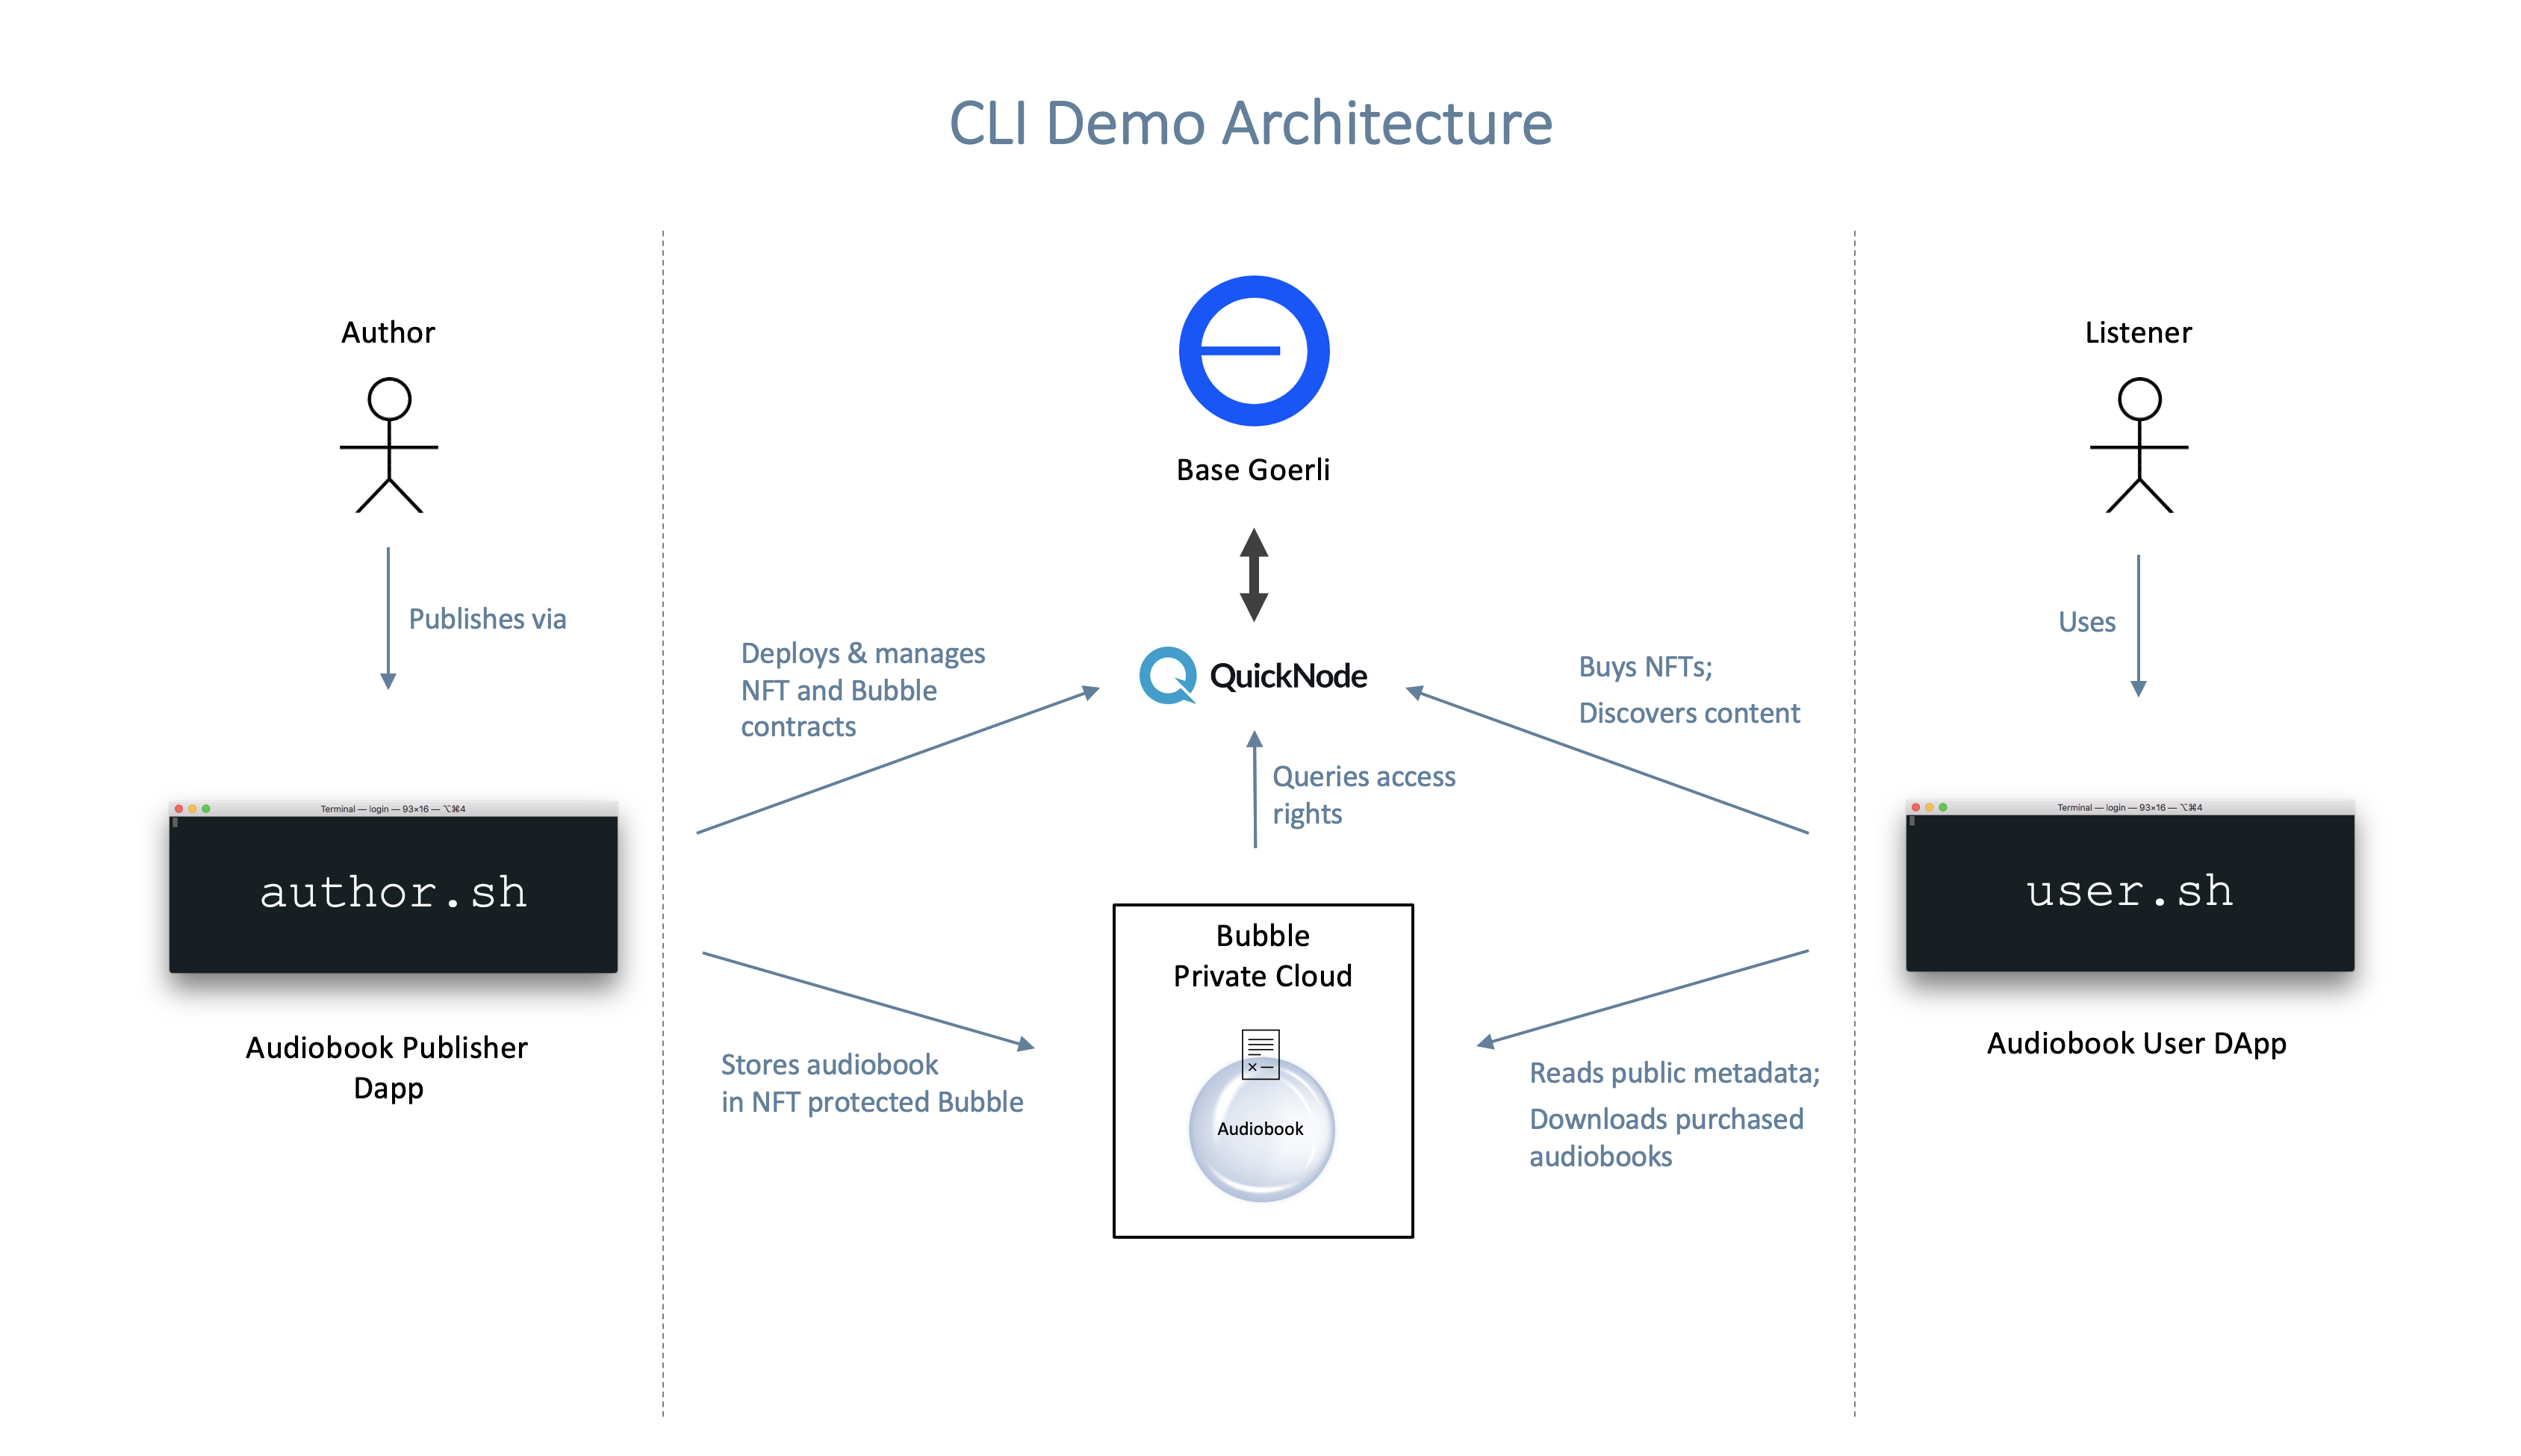 CLI Demo Architecture
Author
Publishes via
Terminal — login — 93×16 — ⌥⌘4
author.sh
Audiobook Publisher
Dapp
Base Goerli
QuickNode
Deploys & manages
NFT and Bubble
contracts
Buys NFTs;
Discovers content
Queries access
rights
Stores audiobook
in NFT protected Bubble
Bubble
Private Cloud
Audiobook
Reads public metadata;
Downloads purchased
audiobooks
Listener
Uses
Terminal — login — 93×16 — ⌥⌘4
user.sh
Audiobook User DApp